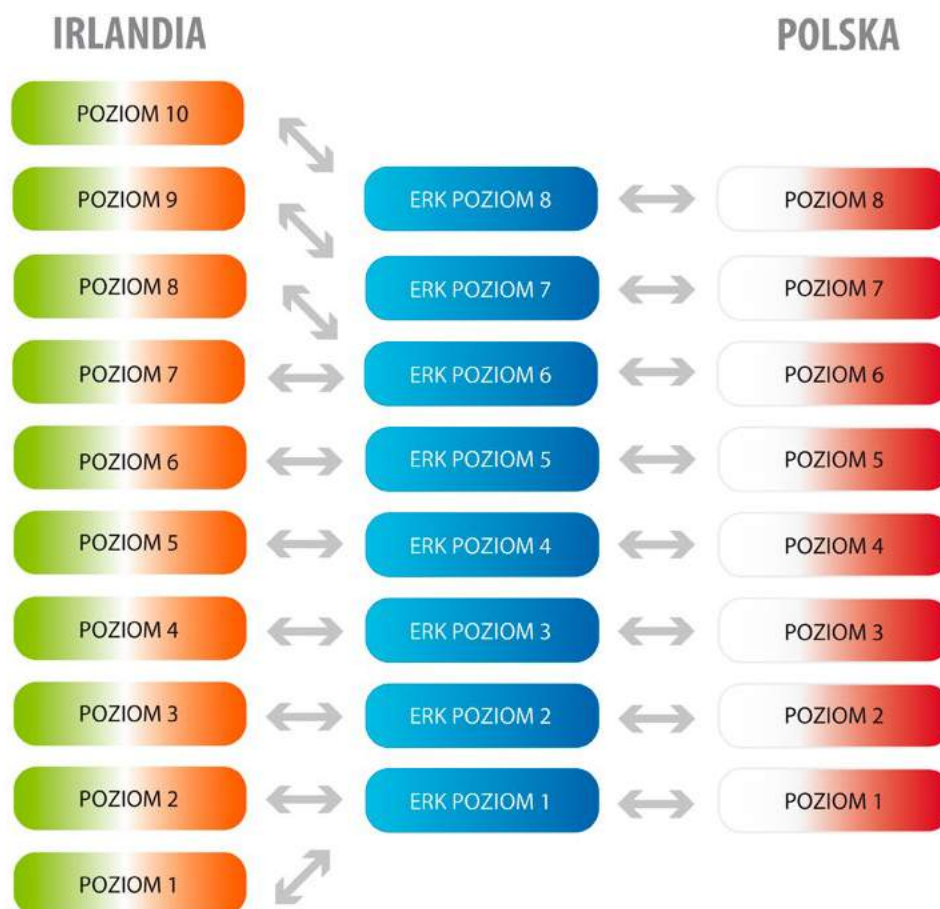 IRLANDIA
POLSKA
POZIOM 10
POZIOM 9
ERK POZIOM 8
POZIOM 8
POZIOM 8
ERK POZIOM 7
POZIOM 7
POZIOM 7
ERK POZIOM 6
POZIOM 6
POZIOM 6
ERK POZIOM 5
POZIOM 5
POZIOM 5
ERK POZIOM 4
POZIOM 4
POZIOM 4
ERK POZIOM 3
POZIOM 3
POZIOM 3
ERK POZIOM 2
POZIOM 2
POZIOM 2
ERK POZIOM 1
POZIOM 1
POZIOM 1